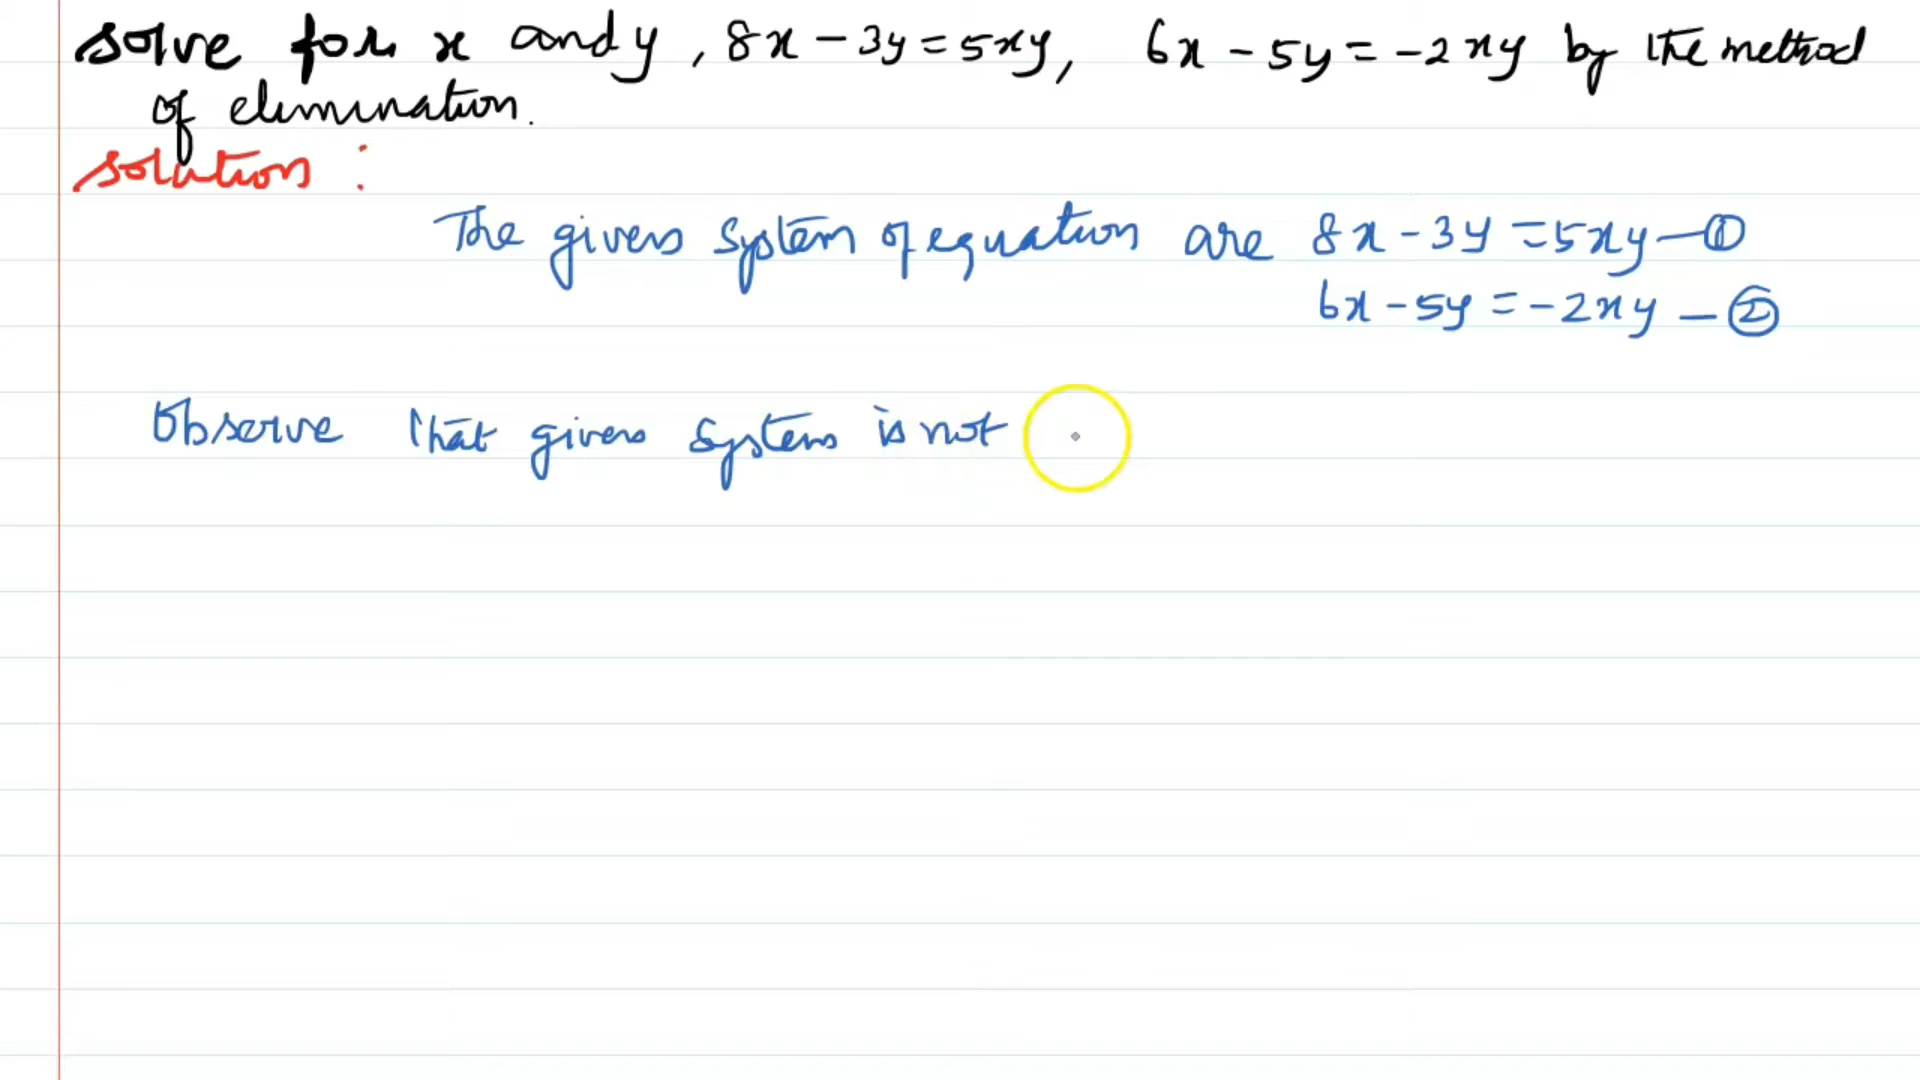 solve for x and y, 8x - 3y = 5xy, 6x - 5y = -2xy by the method
of elimination.
solution :
The given system of equation are 8x - 3y = 5xy — ①
6x - 5y = -2xy — ②
Observe that given system is not